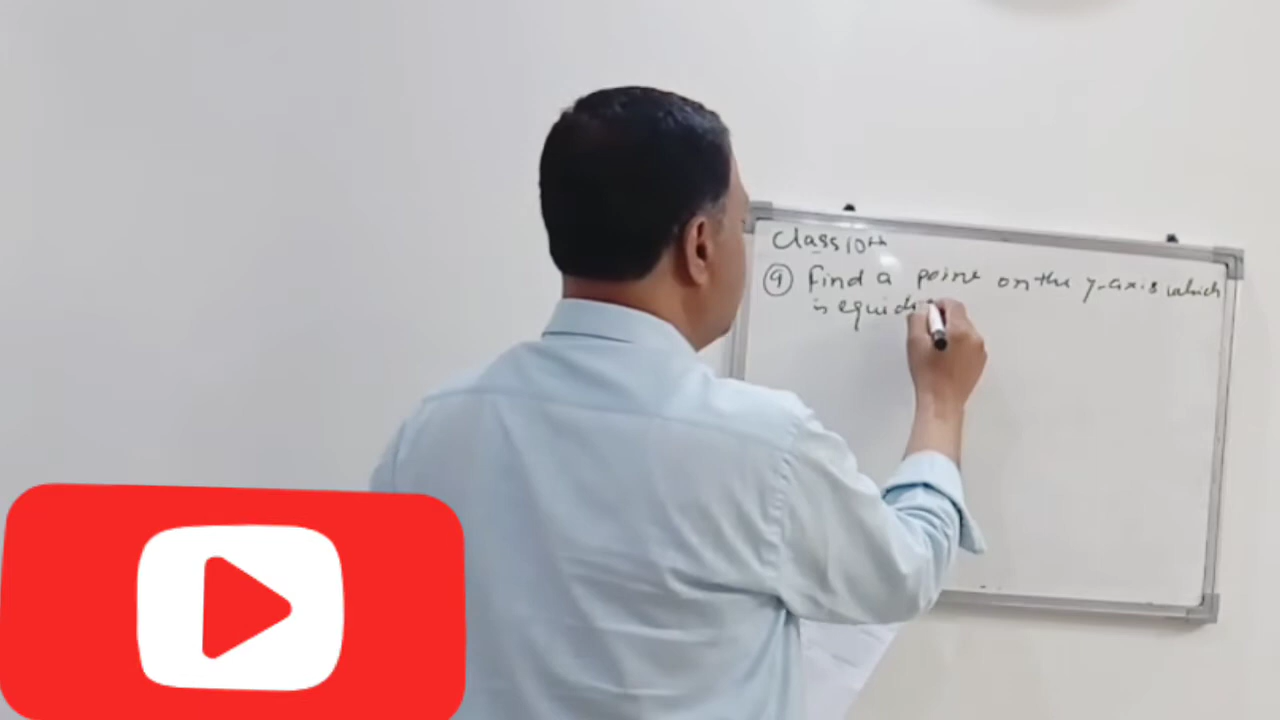 Class 10th
9 Find a point on the y-axis which
is equid